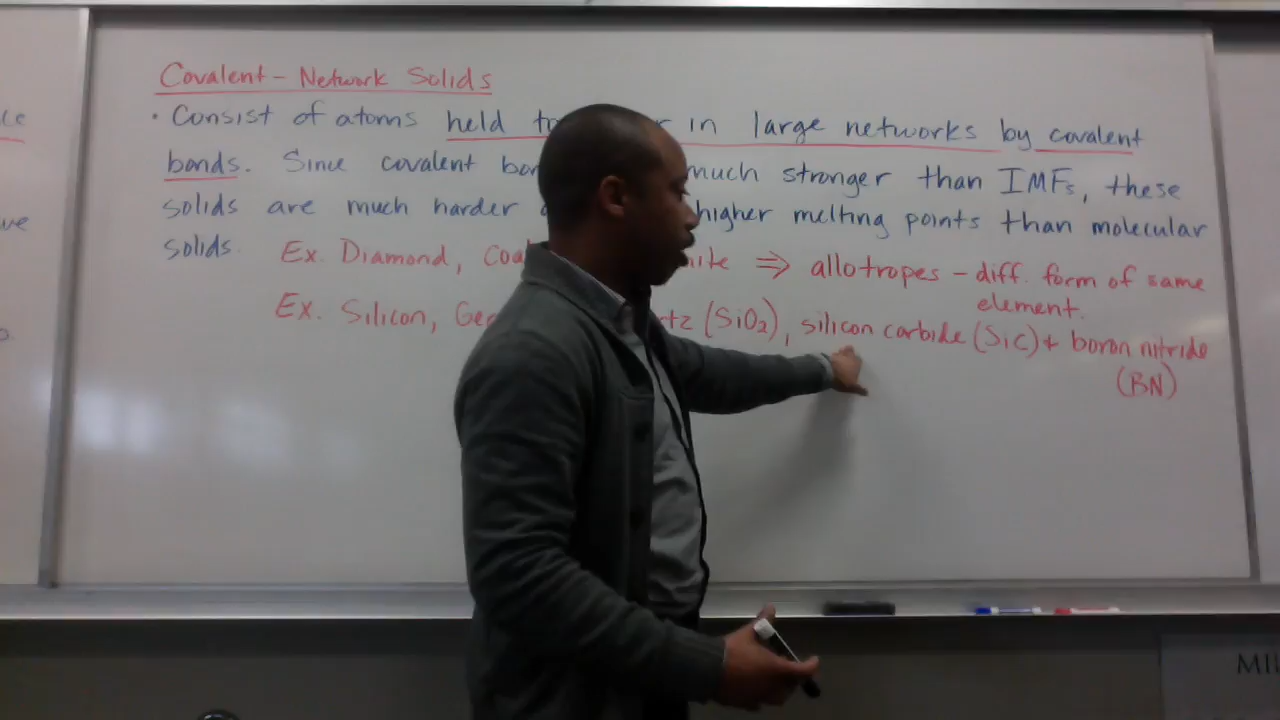 Covalent - Network Solids
• Consist of atoms held in large networks by covalent
bonds. Since covalent much stronger than IMFs, these
solids are much harder higher melting points than molecular
solids.
Ex. Diamond, ⇒ allotropes - diff. form of same
element.
Ex. Silicon, (SiO2), silicon carbide (SiC) + boron nitride
(BN)